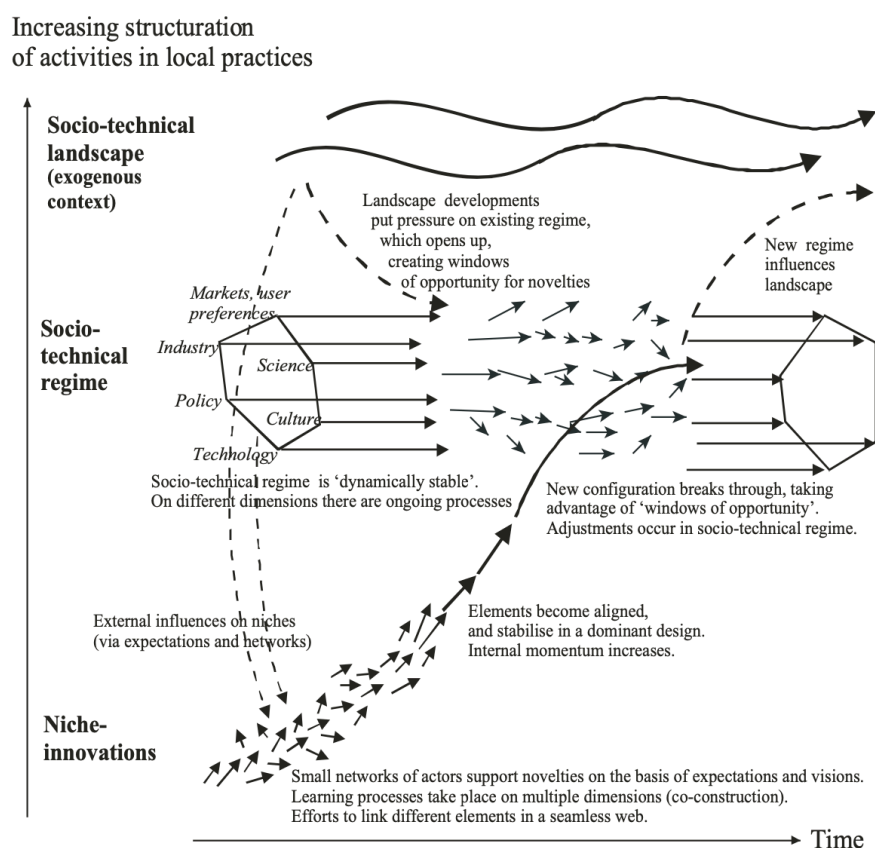 Increasing structuration
of activities in local practices
Socio-technical
landscape
(exogenous
context)
Landscape developments
put pressure on existing regime,
which opens up,
creating windows
of opportunity for novelties
New regime
influences
landscape
Markets, user
preferences
Socio-
technical
regime
Industry
Science
Policy
Culture
Technology
Socio-technical regime is ‘dynamically stable’.
On different dimensions there are ongoing processes
New configuration breaks through, taking
advantage of ‘windows of opportunity’.
Adjustments occur in socio-technical regime.
External influences on niches
(via expectations and networks)
Elements become aligned,
and stabilise in a dominant design.
Internal momentum increases.
Niche-
innovations
Small networks of actors support novelties on the basis of expectations and visions.
Learning processes take place on multiple dimensions (co-construction).
Efforts to link different elements in a seamless web.
Time